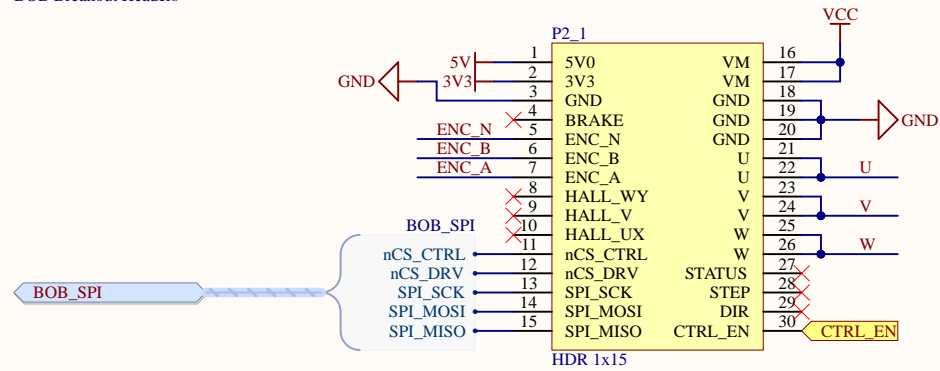 VCC
P2_1
5V 1 5V0 VM 16
GND 3V3 2 3V3 VM 17
3 GND GND 18
4 BRAKE GND 19 GND
ENC_N 5 ENC_N GND 20
ENC_B 6 ENC_B U 21
ENC_A 7 ENC_A U 22 U
8 HALL_WY V 23
9 HALL_V V 24 V
BOB_SPI 10 HALL_UX W 25
nCS_CTRL 11 nCS_CTRL W 26 W
nCS_DRV 12 nCS_DRV STATUS 27
BOB_SPI SPI_SCK 13 SPI_SCK STEP 28
SPI_MOSI 14 SPI_MOSI DIR 29
SPI_MISO 15 SPI_MISO CTRL_EN 30 CTRL_EN
HDR 1x15